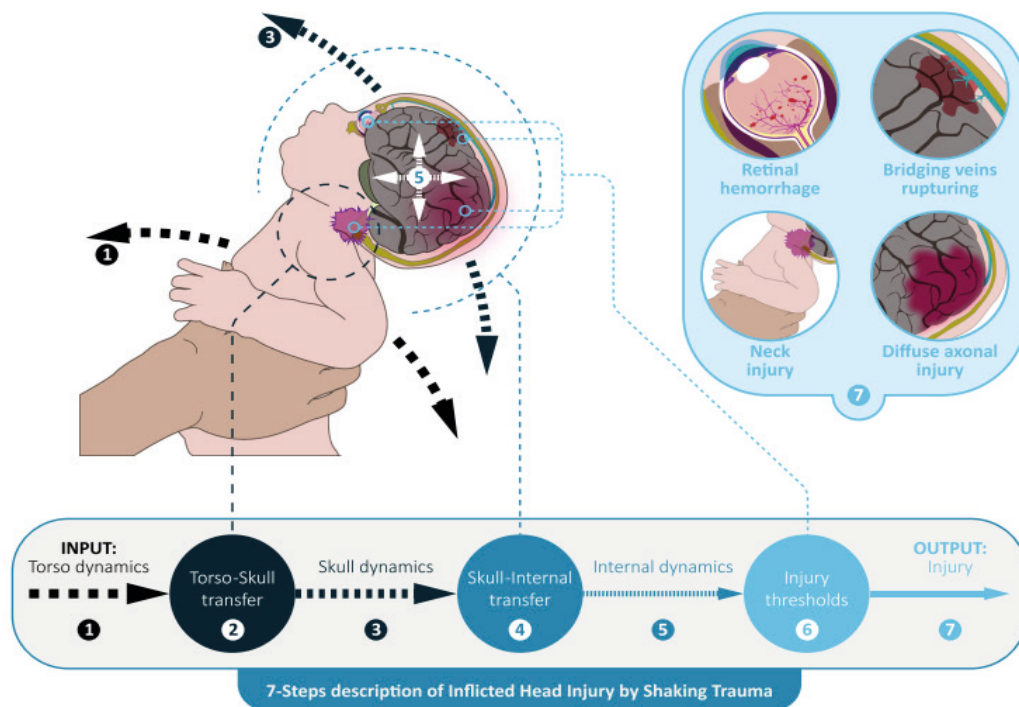 3
5
1
Retinal
hemorrhage
Bridging veins
rupturing
Neck
injury
Diffuse axonal
injury
7
INPUT:
Torso dynamics
1
Torso-Skull
transfer
2
Skull dynamics
3
Skull-Internal
transfer
4
Internal dynamics
5
Injury
thresholds
6
OUTPUT:
Injury
7
7-Steps description of Inflicted Head Injury by Shaking Trauma